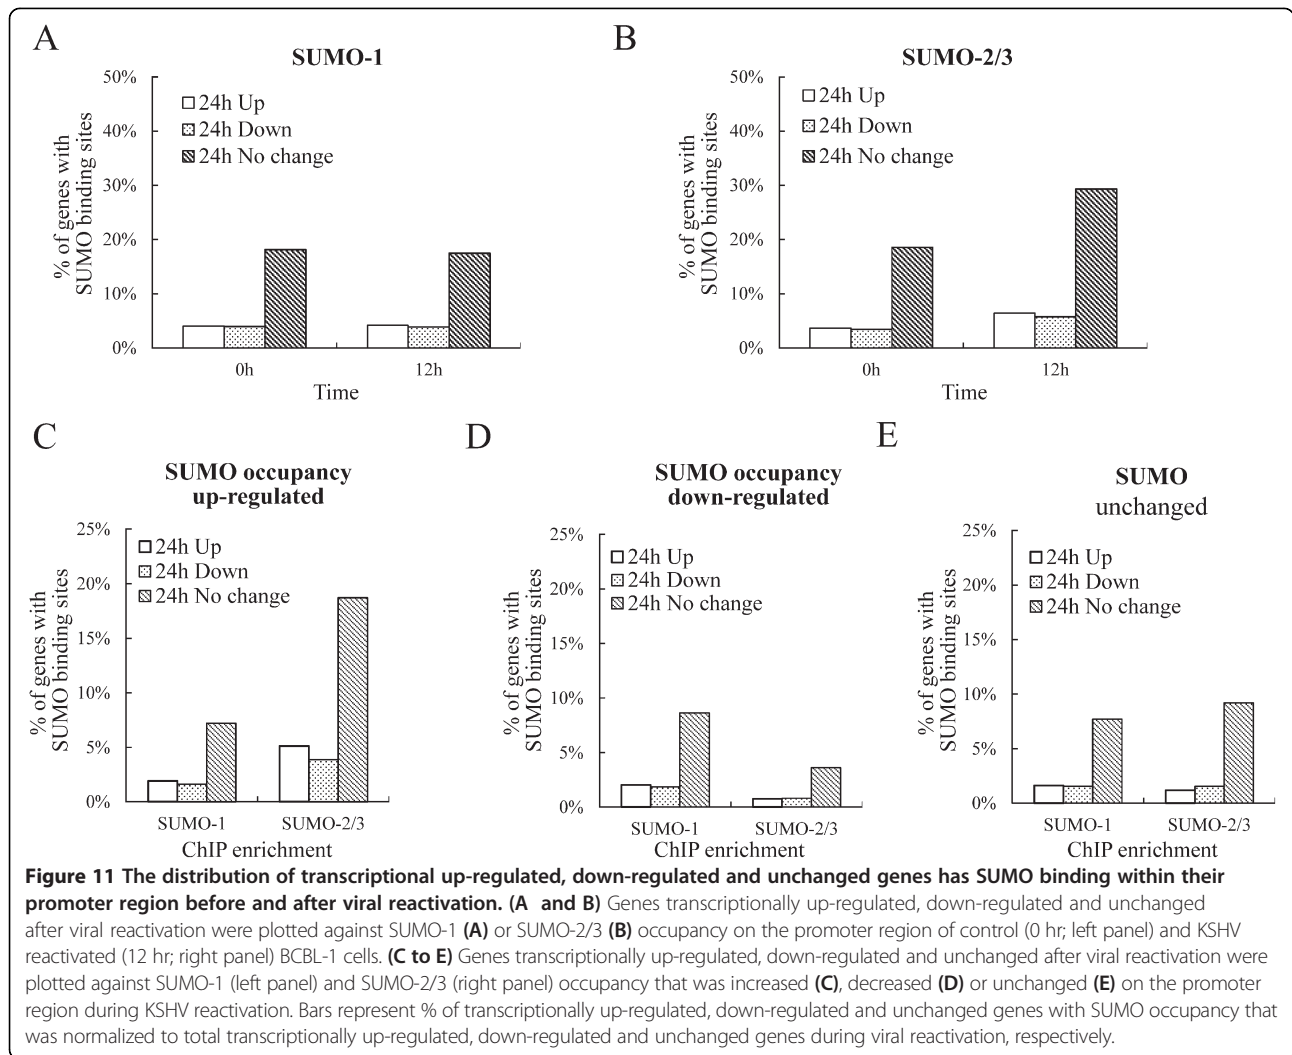 A
SUMO-1
50%
40%
30%
20%
10%
0%
% of genes with
SUMO binding sites
24h Up
24h Down
24h No change
0h
12h
Time
B
SUMO-2/3
50%
40%
30%
20%
10%
0%
% of genes with
SUMO binding sites
24h Up
24h Down
24h No change
0h
12h
Time
C
SUMO occupancy
up-regulated
25%
20%
15%
10%
5%
0%
% of genes with
SUMO binding sites
24h Up
24h Down
24h No change
SUMO-1
SUMO-2/3
ChIP enrichment
D
SUMO occupancy
down-regulated
25%
20%
15%
10%
5%
0%
% of genes with
SUMO binding sites
24h Up
24h Down
24h No change
SUMO-1
SUMO-2/3
ChIP enrichment
E
SUMO
unchanged
25%
20%
15%
10%
5%
0%
% of genes with
SUMO binding sites
24h Up
24h Down
24h No change
SUMO-1
SUMO-2/3
ChIP enrichment
Figure 11 The distribution of transcriptional up-regulated, down-regulated and unchanged genes has SUMO binding within their
promoter region before and after viral reactivation. (A and B) Genes transcriptionally up-regulated, down-regulated and unchanged
after viral reactivation were plotted against SUMO-1 (A) or SUMO-2/3 (B) occupancy on the promoter region of control (0 hr; left panel) and KSHV
reactivated (12 hr; right panel) BCBL-1 cells. (C to E) Genes transcriptionally up-regulated, down-regulated and unchanged after viral reactivation were
plotted against SUMO-1 (left panel) and SUMO-2/3 (right panel) occupancy that was increased (C), decreased (D) or unchanged (E) on the promoter
region during KSHV reactivation. Bars represent % of transcriptionally up-regulated, down-regulated and unchanged genes with SUMO occupancy that
was normalized to total transcriptionally up-regulated, down-regulated and unchanged genes during viral reactivation, respectively.